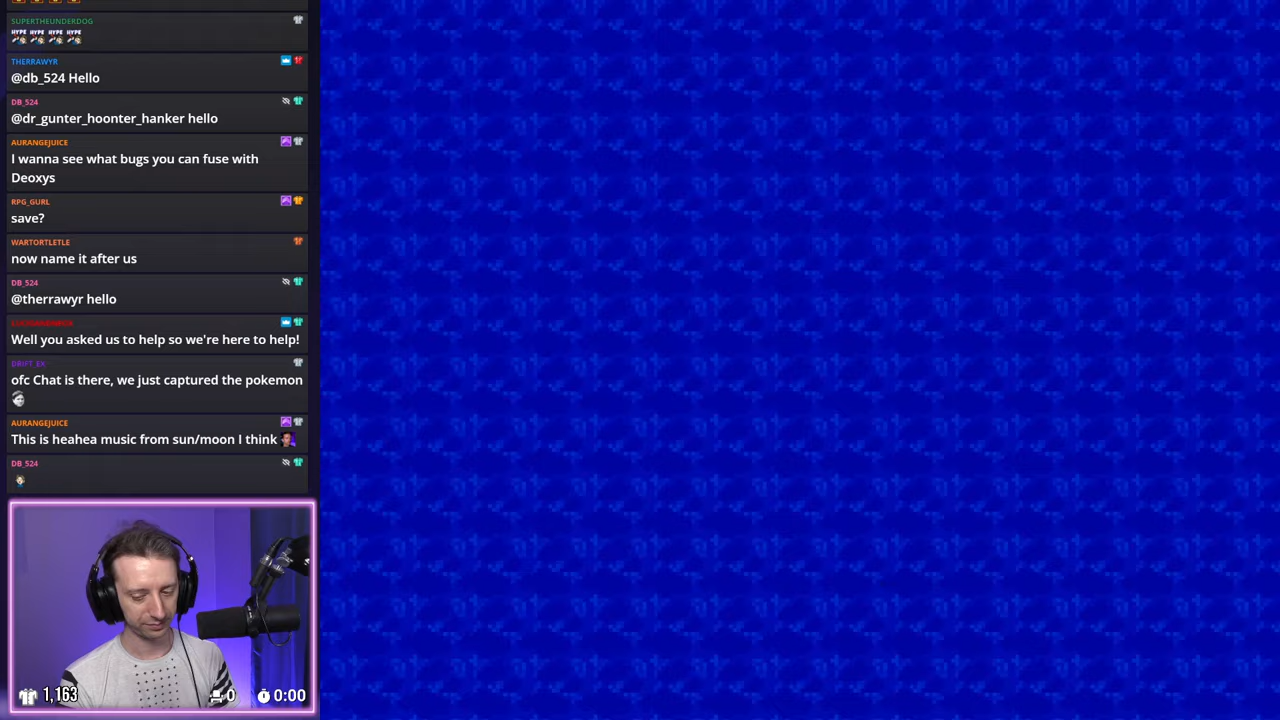 SUPERTHEUNDERDOG
HYPE HYPE HYPE HYPE
THERRAWYR
@db_524 Hello
DB_524
@dr_gunter_hoonter_hanker hello
AURANGEJUICE
I wanna see what bugs you can fuse with
Deoxys
RPG_GURL
save?
WARTORTLETLE
now name it after us
DB_524
@therrawyr hello
Well you asked us to help so we're here to help!
DRIFT_EX
ofc Chat is there, we just captured the pokemon
AURANGEJUICE
This is heahea music from sun/moon I think
DB_524
1,163
0
0:00